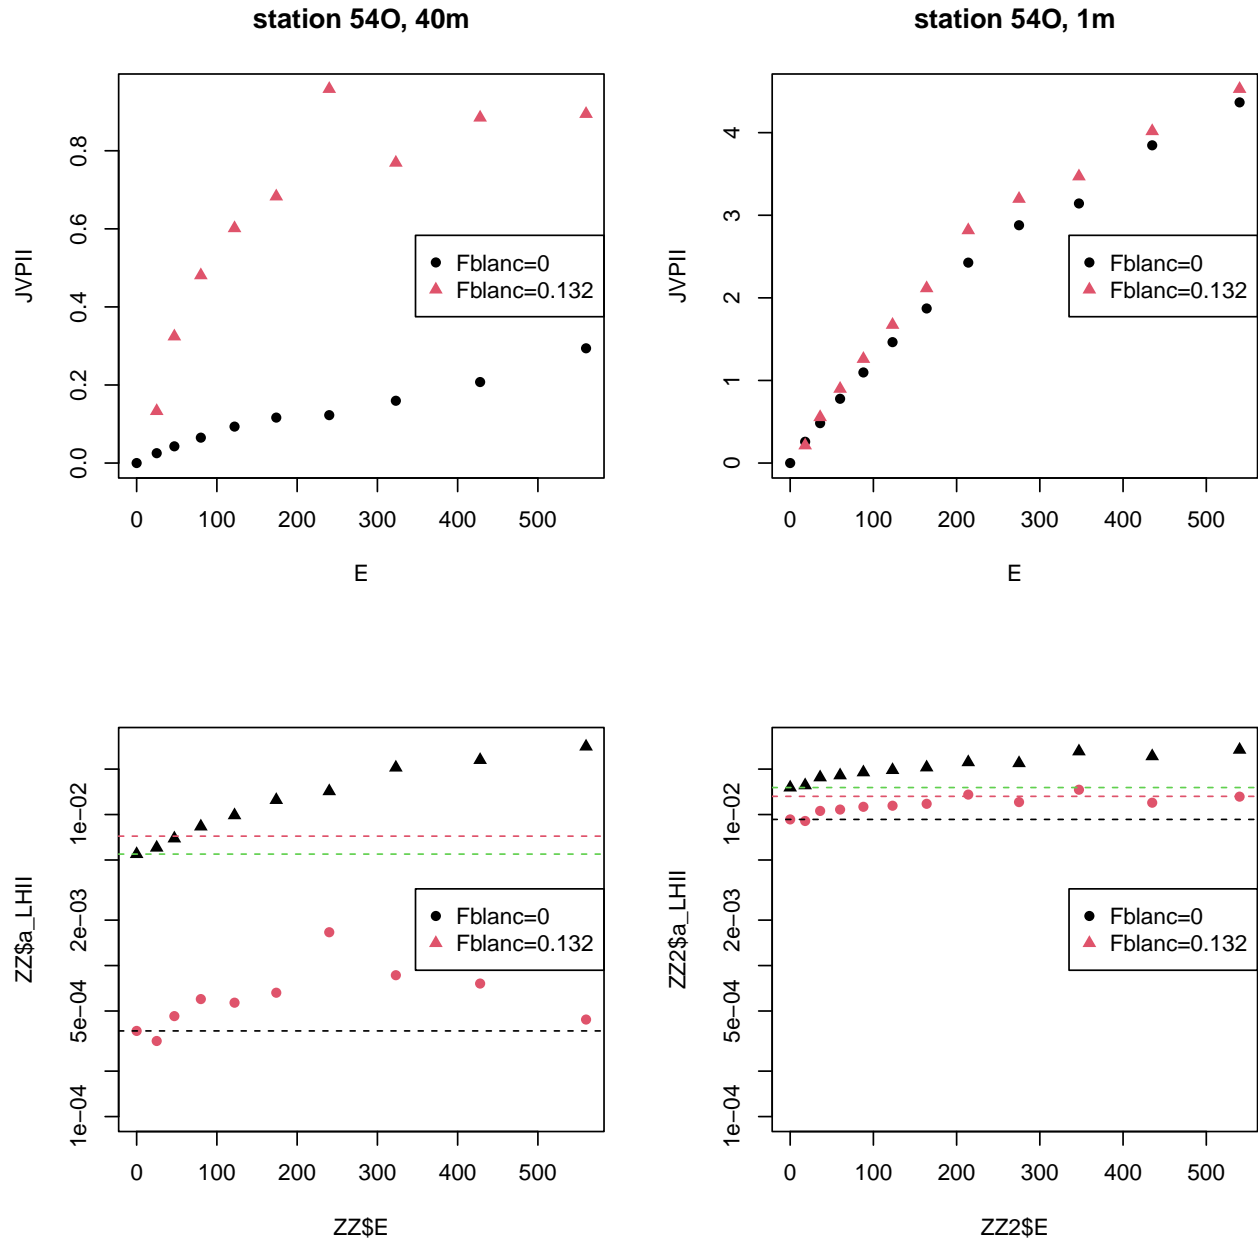 station 54O, 40m
JVPII
0.0 0.2 0.4 0.6 0.8
Fblanc=0
Fblanc=0.132
0 100 200 300 400 500
E
station 54O, 1m
JVPII
0 1 2 3 4
Fblanc=0
Fblanc=0.132
0 100 200 300 400 500
E
ZZ$a_LHII
1e−04 5e−04 2e−03 1e−02
Fblanc=0
Fblanc=0.132
0 100 200 300 400 500
ZZ$E
ZZ2$a_LHII
1e−04 5e−04 2e−03 1e−02
Fblanc=0
Fblanc=0.132
0 100 200 300 400 500
ZZ2$E